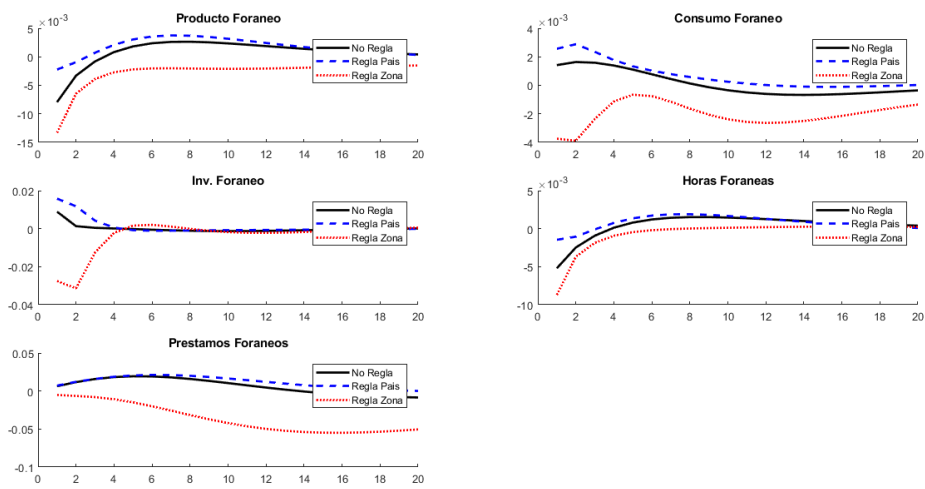 Producto Foraneo
×10⁻³
5
0
-5
-10
-15
0 2 4 6 8 10 12 14 16 18 20
No Regla
Regla Pais
Regla Zona
Consumo Foraneo
×10⁻³
4
2
0
-2
-4
0 2 4 6 8 10 12 14 16 18 20
No Regla
Regla Pais
Regla Zona
Inv. Foraneo
0.02
0
-0.02
-0.04
0 2 4 6 8 10 12 14 16 18 20
No Regla
Regla Pais
Regla Zona
Horas Foraneas
×10⁻³
5
0
-5
-10
0 2 4 6 8 10 12 14 16 18 20
No Regla
Regla Pais
Regla Zona
Prestamos Foraneos
0.05
0
-0.05
-0.1
0 2 4 6 8 10 12 14 16 18 20
No Regla
Regla Pais
Regla Zona